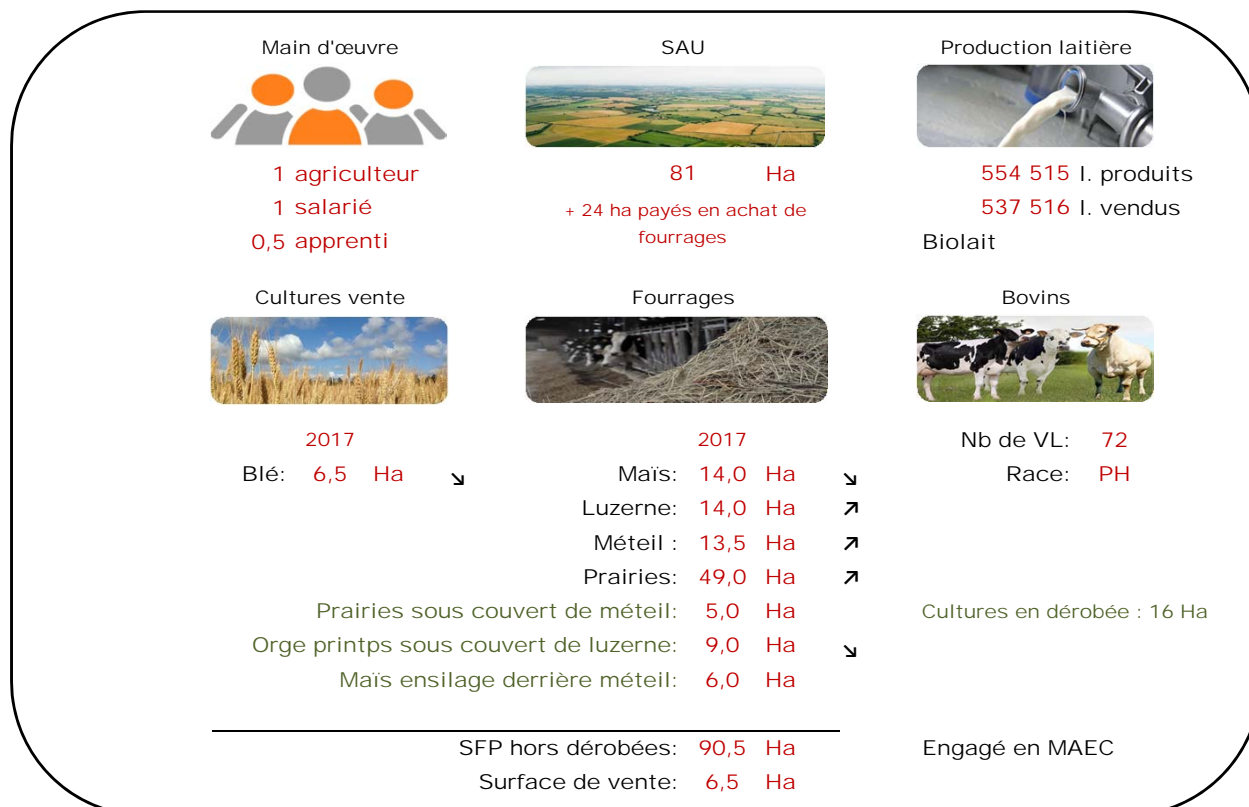 Main d'œuvre
SAU
Production laitière
1 agriculteur
1 salarié
0,5 apprenti
81 Ha
+ 24 ha payés en achat de
fourrages
554 515 l. produits
537 516 l. vendus
Biolait
Cultures vente
Fourrages
Bovins
2017
Blé: 6,5 Ha ↘
2017
Maïs: 14,0 Ha ↘
Luzerne: 14,0 Ha ↗
Méteil : 13,5 Ha ↗
Prairies: 49,0 Ha ↗
Prairies sous couvert de méteil: 5,0 Ha
Orge printps sous couvert de luzerne: 9,0 Ha ↘
Maïs ensilage derrière méteil: 6,0 Ha
Nb de VL: 72
Race: PH
Cultures en dérobée : 16 Ha
SFP hors dérobées: 90,5 Ha
Surface de vente: 6,5 Ha
Engagé en MAEC